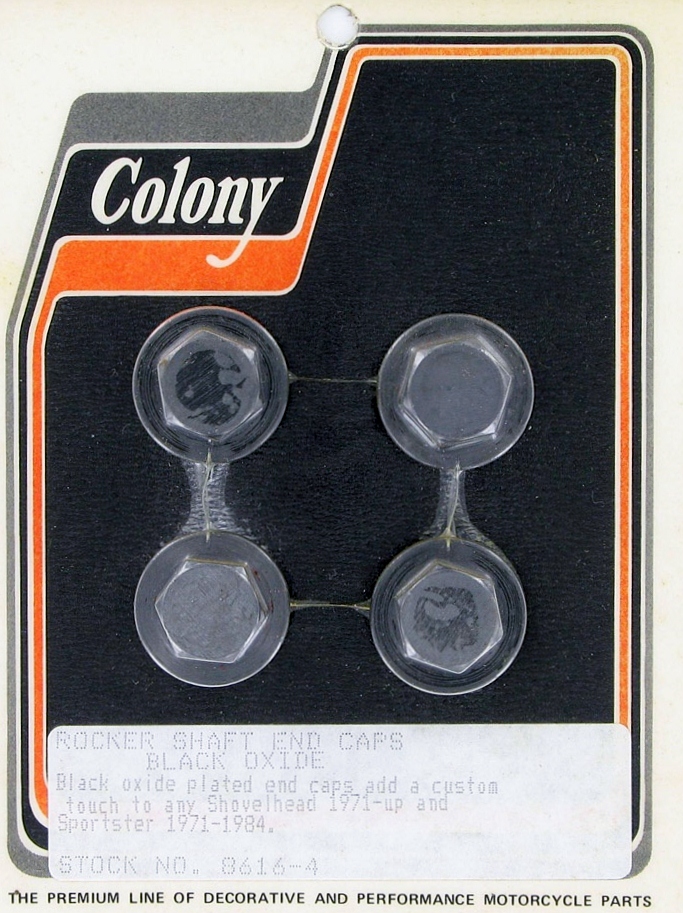 Colony
ROCKER SHAFT END CAPS
BLACK OXIDE
Black oxide plated end caps add a custom
touch to any Shovelhead 1971-up and
Sportster 1971-1984.
STOCK NO. 8616-4
THE PREMIUM LINE OF DECORATIVE AND PERFORMANCE MOTORCYCLE PARTS